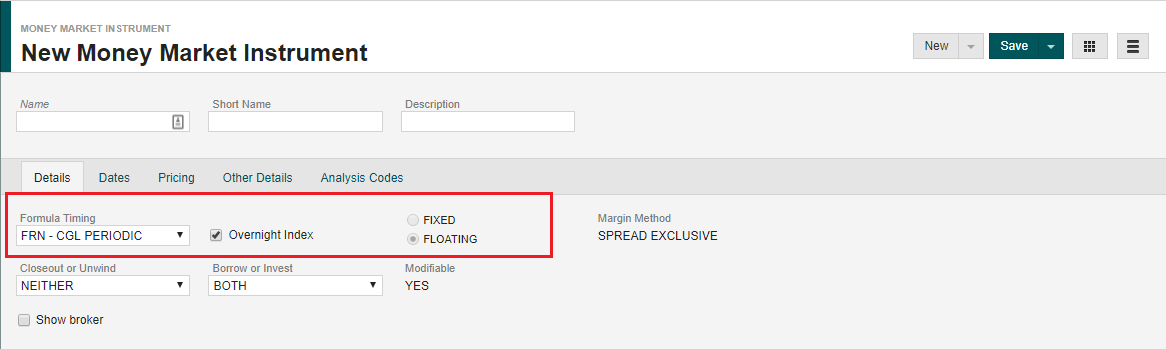 MONEY MARKET INSTRUMENT
New Money Market Instrument
New Save
Name Short Name Description
Details Dates Pricing Other Details Analysis Codes
Formula Timing FIXED Margin Method
FRN - CGL PERIODIC Overnight Index FLOATING SPREAD EXCLUSIVE
Closeout or Unwind Borrow or Invest Modifiable
NEITHER BOTH YES
Show broker